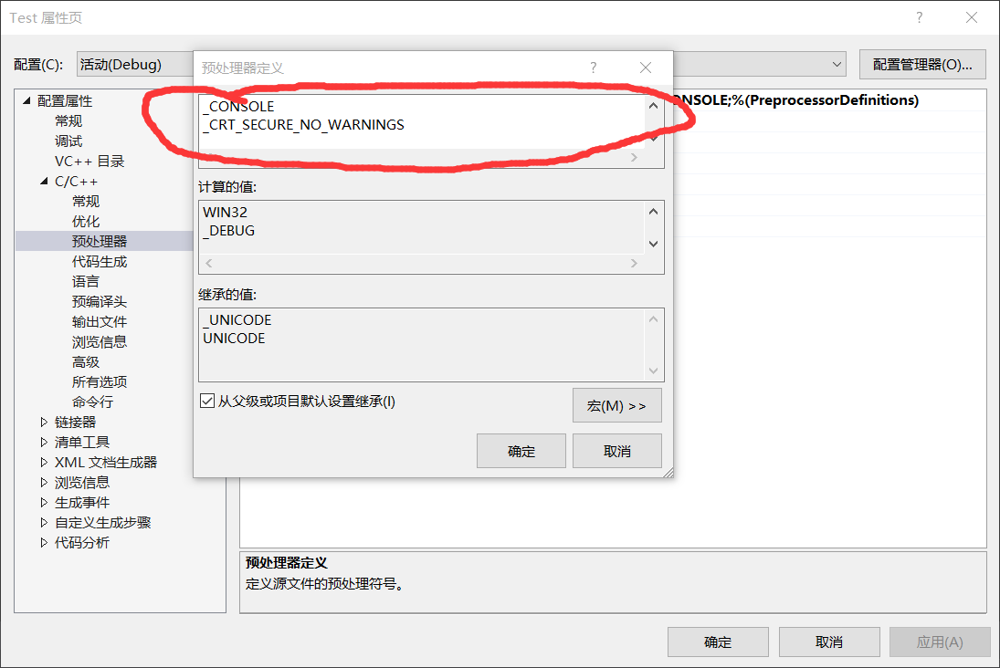 Test 属性页
配置(C):
活动(Debug)
配置管理器(O)...
预处理器定义
_CONSOLE
_CRT_SECURE_NO_WARNINGS
计算的值:
WIN32
_DEBUG
继承的值:
_UNICODE
UNICODE
从父级或项目默认设置继承(I)
宏(M) >>
确定
取消
配置属性
常规
调试
VC++ 目录
C/C++
常规
优化
预处理器
代码生成
语言
预编译头
输出文件
浏览信息
高级
所有选项
命令行
链接器
清单工具
XML 文档生成器
浏览信息
生成事件
自定义生成步骤
代码分析
ONSOLE;%(PreprocessorDefinitions)
预处理器定义
定义源文件的预处理符号。
确定
取消
应用(A)